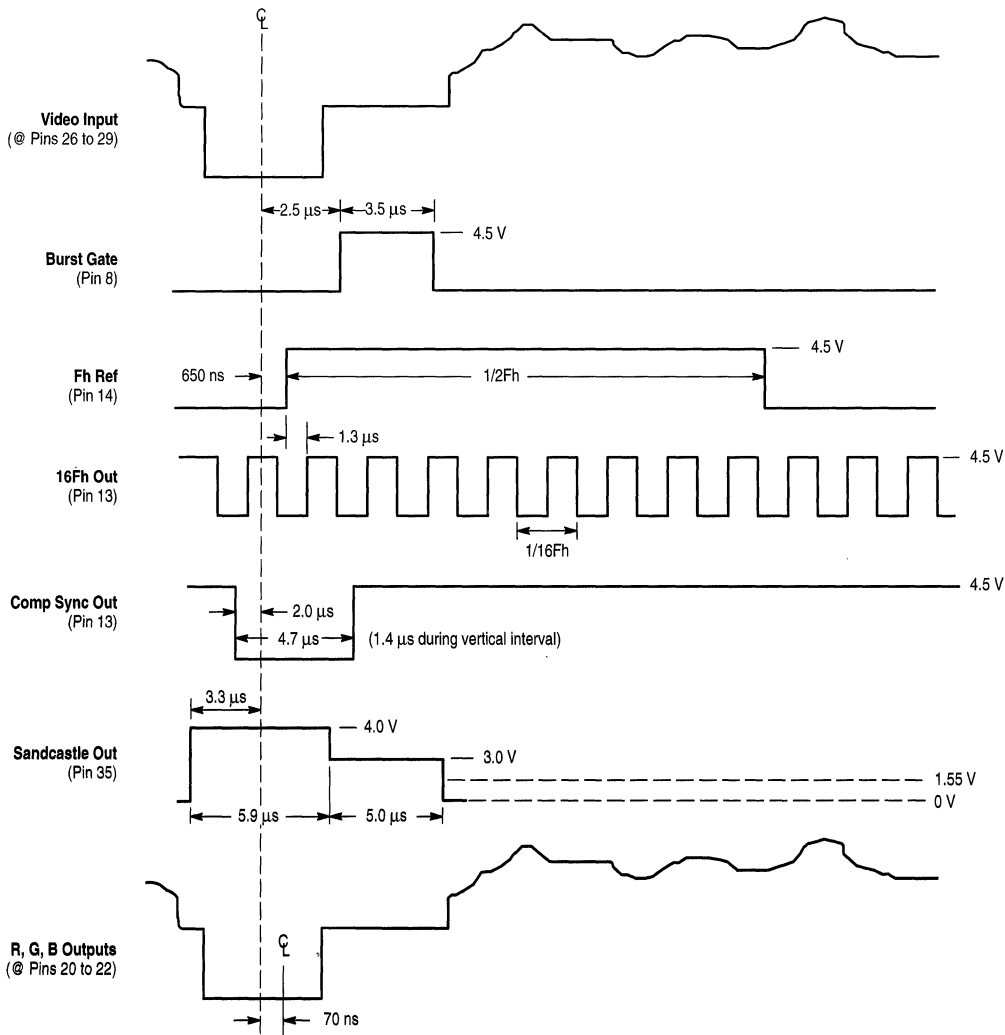 ℄
Video Input
(@ Pins 26 to 29)
2.5 μs
3.5 μs
4.5 V
Burst Gate
(Pin 8)
4.5 V
Fh Ref
(Pin 14)
650 ns
1/2Fh
1.3 μs
16Fh Out
(Pin 13)
4.5 V
1/16Fh
4.5 V
Comp Sync Out
(Pin 13)
2.0 μs
4.7 μs
(1.4 μs during vertical interval)
3.3 μs
4.0 V
Sandcastle Out
(Pin 35)
3.0 V
1.55 V
0 V
5.9 μs
5.0 μs
R, G, B Outputs
(@ Pins 20 to 22)
℄
70 ns